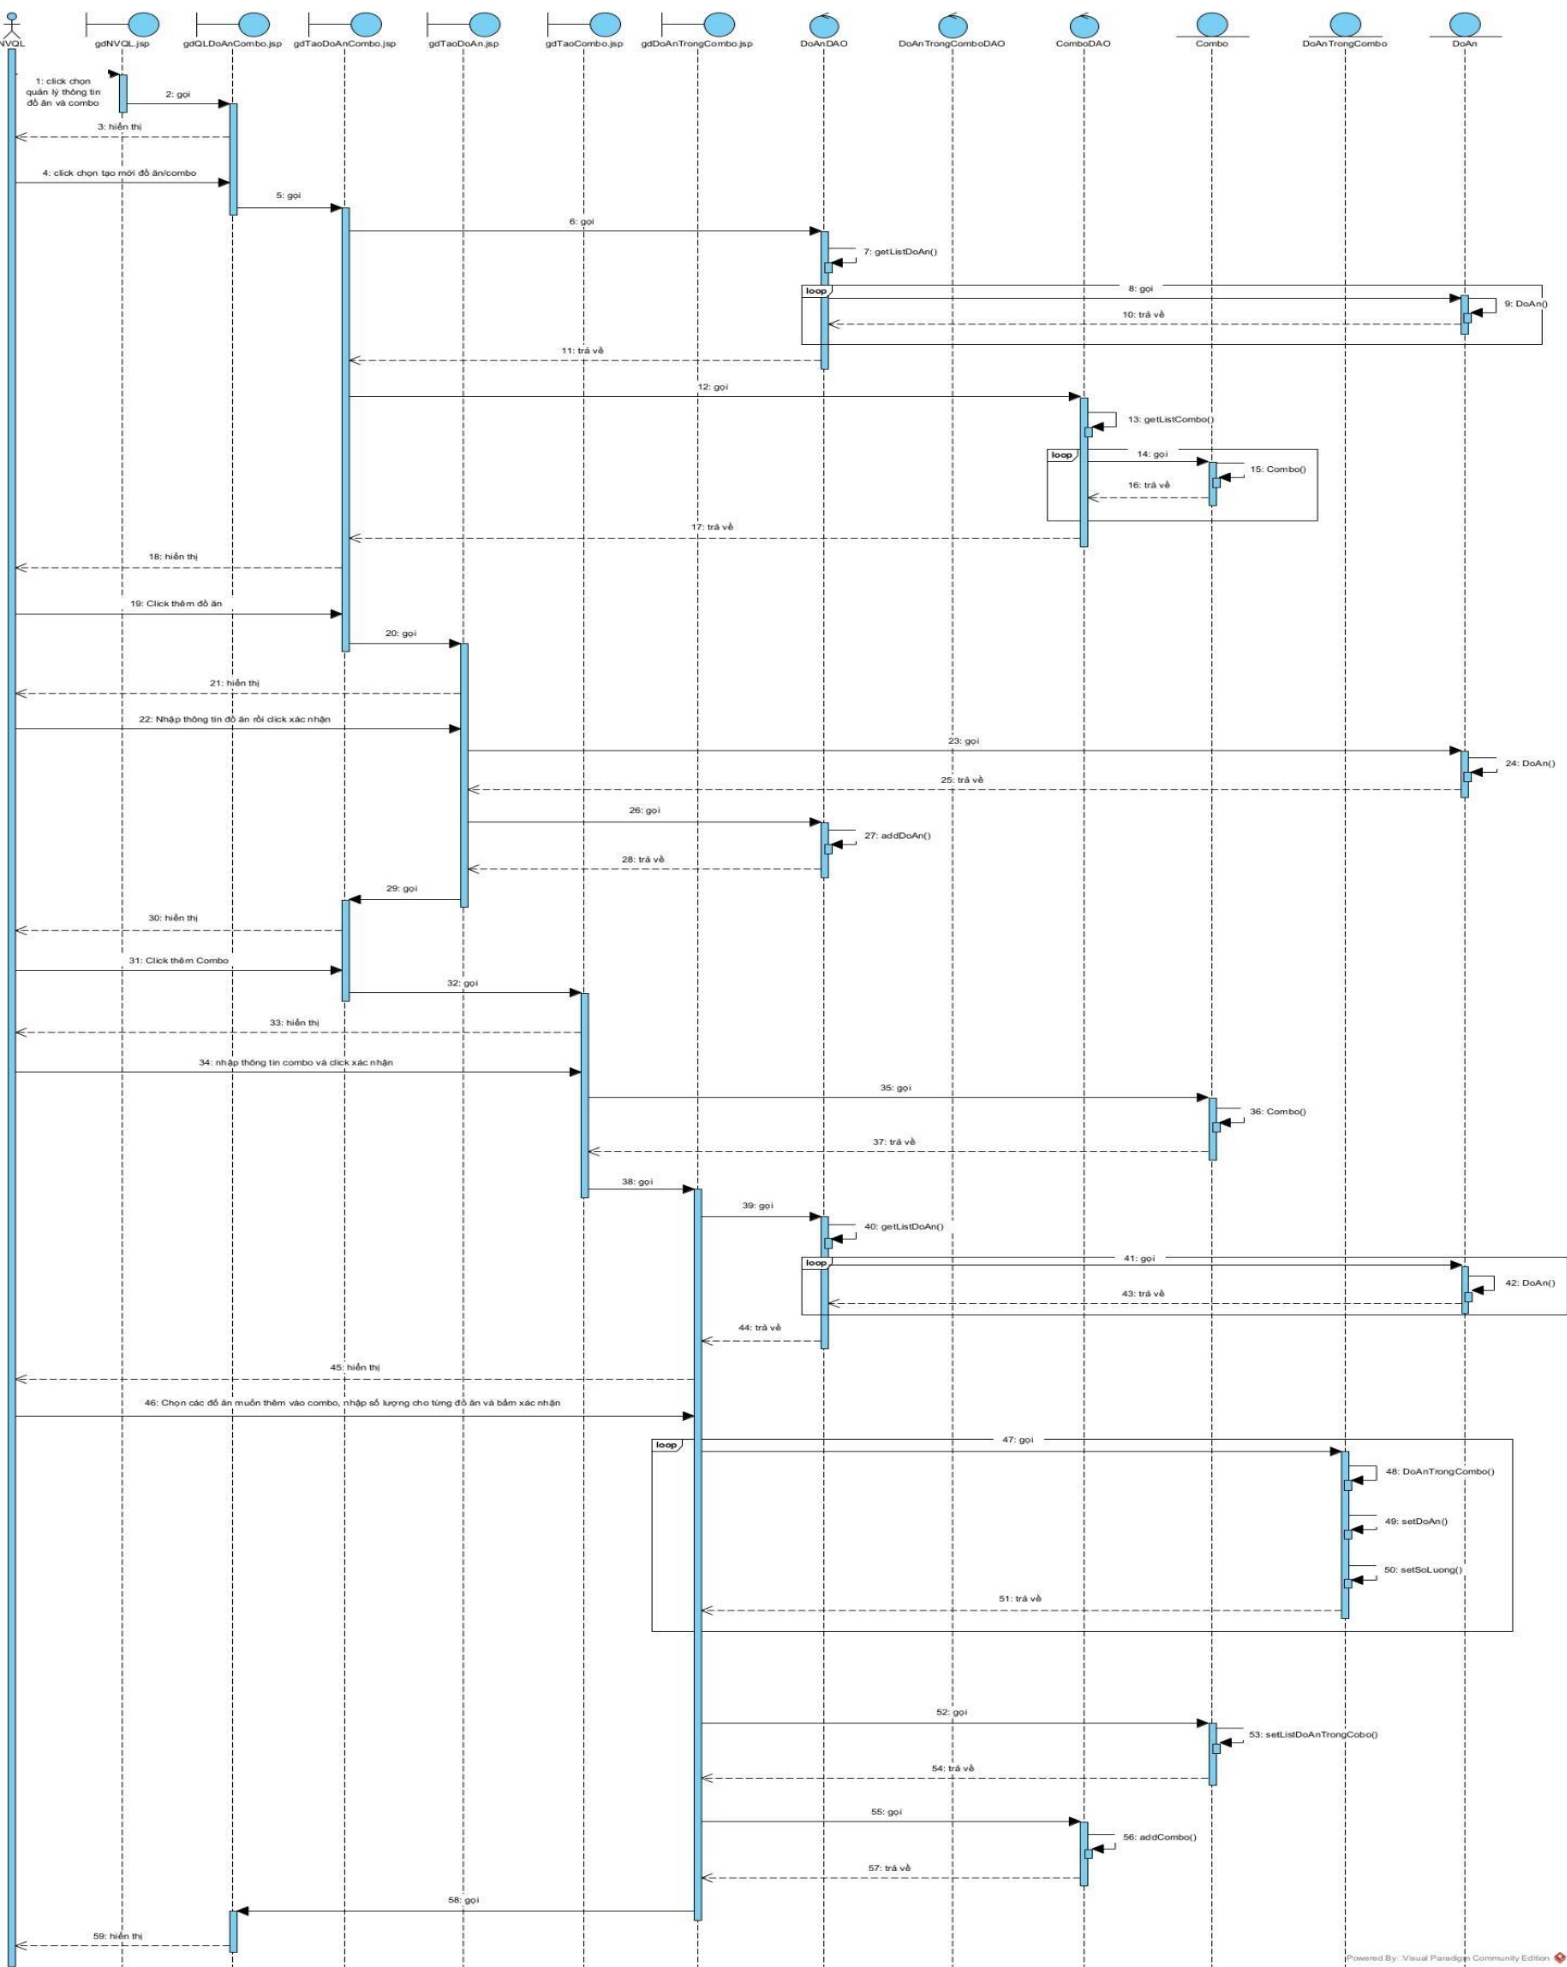 NVQL
gdNVQL.jsp
gdQLDoAnCombo.jsp
gdTaoDoAnCombo.jsp
gdTaoDoAn.jsp
gdTaoCombo.jsp
gdDoAnTrongCombo.jsp
DoAnDAO
DoAnTrongComboDAO
ComboDAO
Combo
DoAnTrongCombo
DoAn
1: click chọn
quản lý thông tin
đồ ăn và combo
2: gọi
3: hiển thị
4: click chọn tạo mới đồ ăn/combo
5: gọi
6: gọi
7: getListDoAn()
loop
8: gọi
9: DoAn()
10: trả về
11: trả về
12: gọi
13: getListCombo()
loop
14: gọi
15: Combo()
16: trả về
17: trả về
18: hiển thị
19: Click thêm đồ ăn
20: gọi
21: hiển thị
22: Nhập thông tin đồ ăn rồi click xác nhận
23: gọi
24: DoAn()
25: trả về
26: gọi
27: addDoAn()
28: trả về
29: gọi
30: hiển thị
31: Click thêm Combo
32: gọi
33: hiển thị
34: nhập thông tin combo và click xác nhận
35: gọi
36: Combo()
37: trả về
38: gọi
39: gọi
40: getListDoAn()
loop
41: gọi
42: DoAn()
43: trả về
44: trả về
45: hiển thị
46: Chọn các đồ ăn muốn thêm vào combo, nhập số lượng cho từng đồ ăn và bấm xác nhận
loop
47: gọi
48: DoAnTrongCombo()
49: setDoAn()
50: setSoLuong()
51: trả về
52: gọi
53: setListDoAnTrongCobo()
54: trả về
55: gọi
56: addCombo()
57: trả về
58: gọi
59: hiển thị
Powered By: Visual Paradigm Community Edition